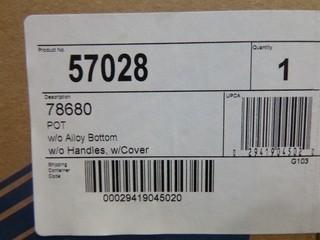 Product No.
57028
Quantity
1
Description
78680
POT
w/o Alloy Bottom
w/o Handles, w/Cover
UPCA
0 29419 04502 0
G103
Shipping
Container
Code
00029419045020